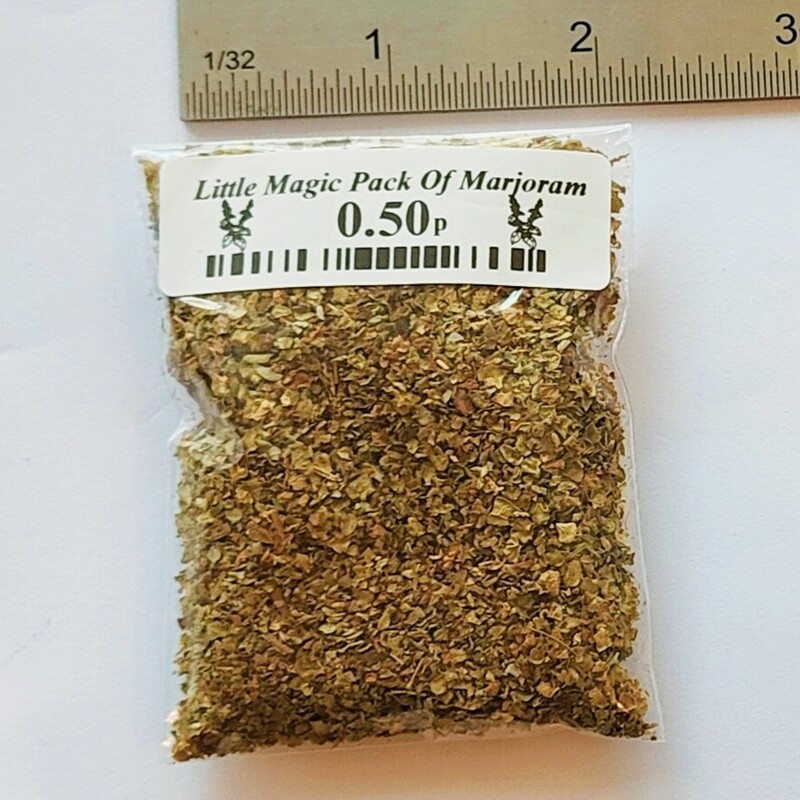 1/32 1 2 3
Little Magic Pack Of Marjoram
0.50p